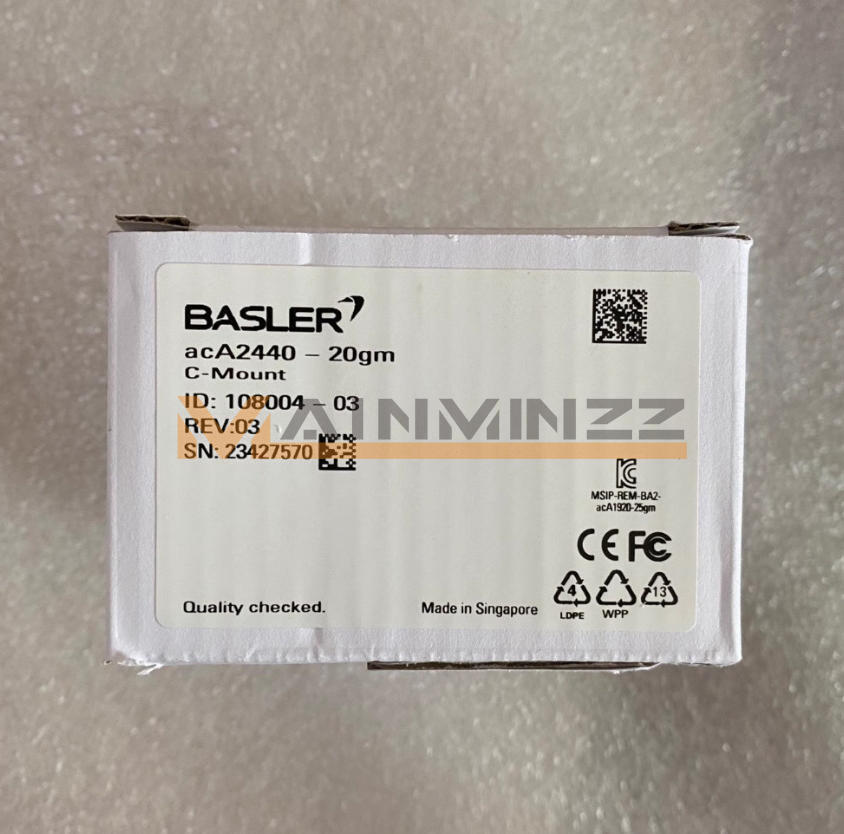 BASLER
acA2440 – 20gm
C-Mount
ID: 108004 – 03
REV:03
SN: 23427570
VAINMINZZ
MSIP-REM-BA2-
acA1920-25gm
CE FC
4
13
LDPE
WPP
Quality checked.
Made in Singapore